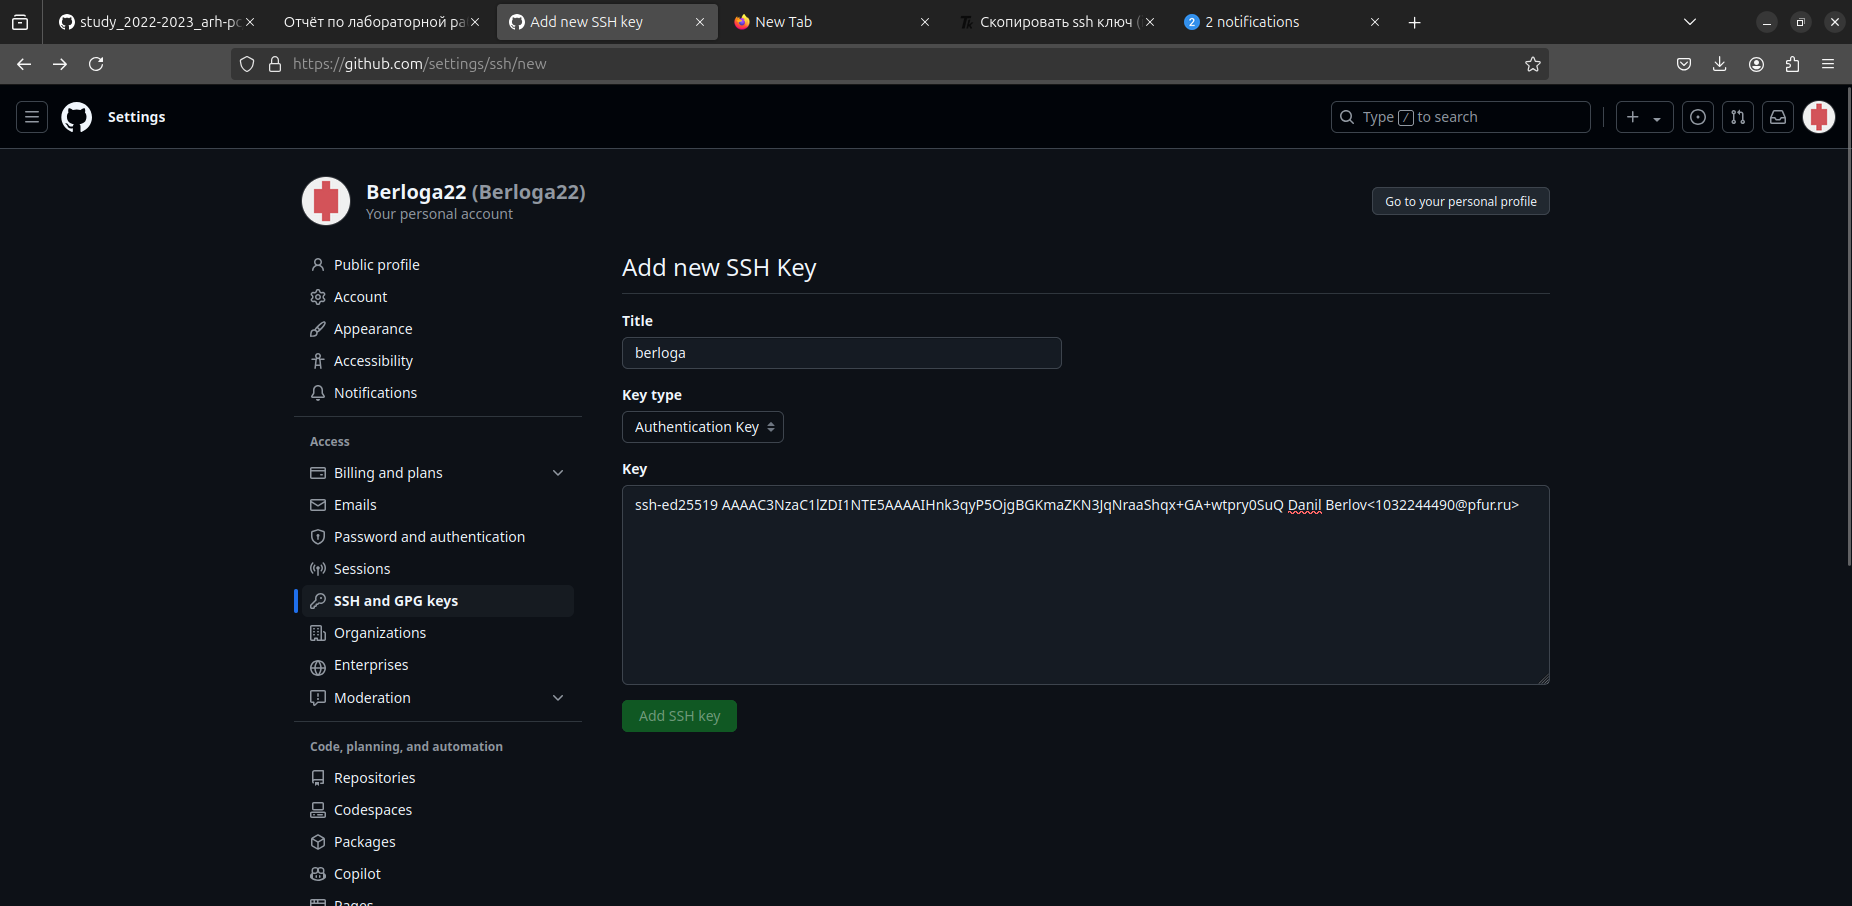 study_2022-2023_arh-pc
Отчёт по лабораторной ра
Add new SSH key
New Tab
Скопировать ssh ключ (
2
2 notifications
https://github.com/settings/ssh/new
Settings
Type / to search
Berloga22 (Berloga22)
Your personal account
Go to your personal profile
Public profile
Account
Appearance
Accessibility
Notifications
Access
Billing and plans
Emails
Password and authentication
Sessions
SSH and GPG keys
Organizations
Enterprises
Moderation
Code, planning, and automation
Repositories
Codespaces
Packages
Copilot
Pages
Add new SSH Key
Title
berloga
Key type
Authentication Key
Key
ssh-ed25519 AAAAC3NzaC1lZDI1NTE5AAAAIHnk3qyP5OjgBGKmaZKN3JqNraaShqx+GA+wtpry0SuQ Danil Berlov<1032244490@pfur.ru>
Add SSH key